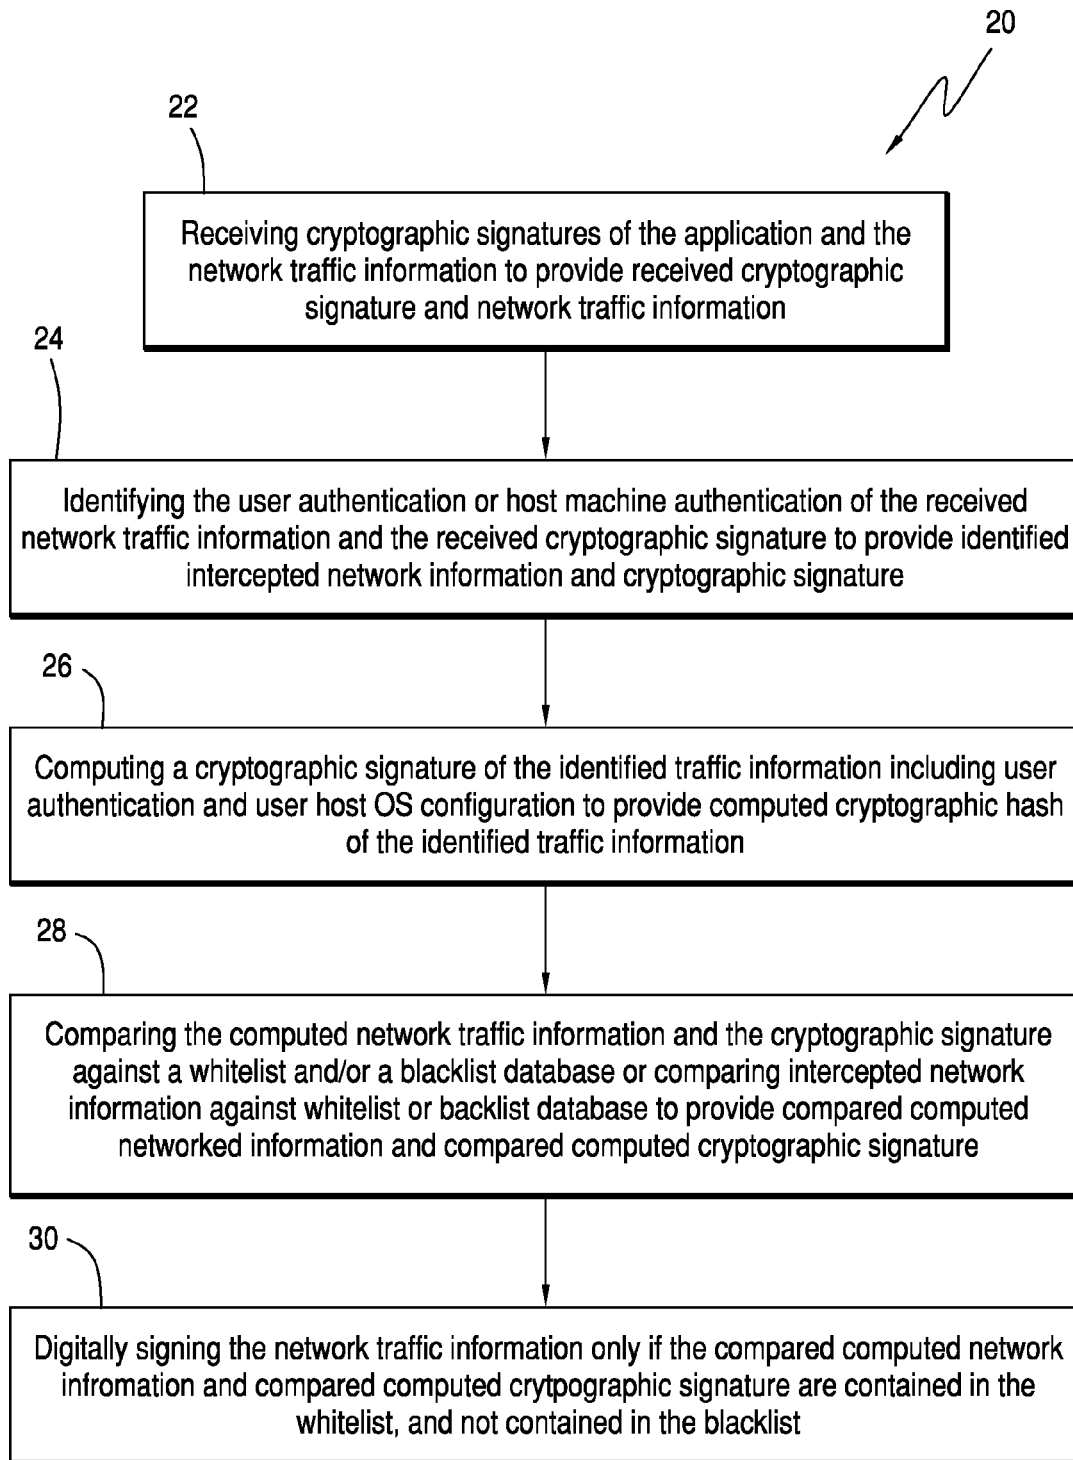 20
22
Receiving cryptographic signatures of the application and the
network traffic information to provide received cryptographic
signature and network traffic information
24
Identifying the user authentication or host machine authentication of the received
network traffic information and the received cryptographic signature to provide identified
intercepted network information and cryptographic signature
26
Computing a cryptographic signature of the identified traffic information including user
authentication and user host OS configuration to provide computed cryptographic hash
of the identified traffic information
28
Comparing the computed network traffic information and the cryptographic signature
against a whitelist and/or a blacklist database or comparing intercepted network
information against whitelist or backlist database to provide compared computed
networked information and compared computed cryptographic signature
30
Digitally signing the network traffic information only if the compared computed network
infromation and compared computed crytpographic signature are contained in the
whitelist, and not contained in the blacklist